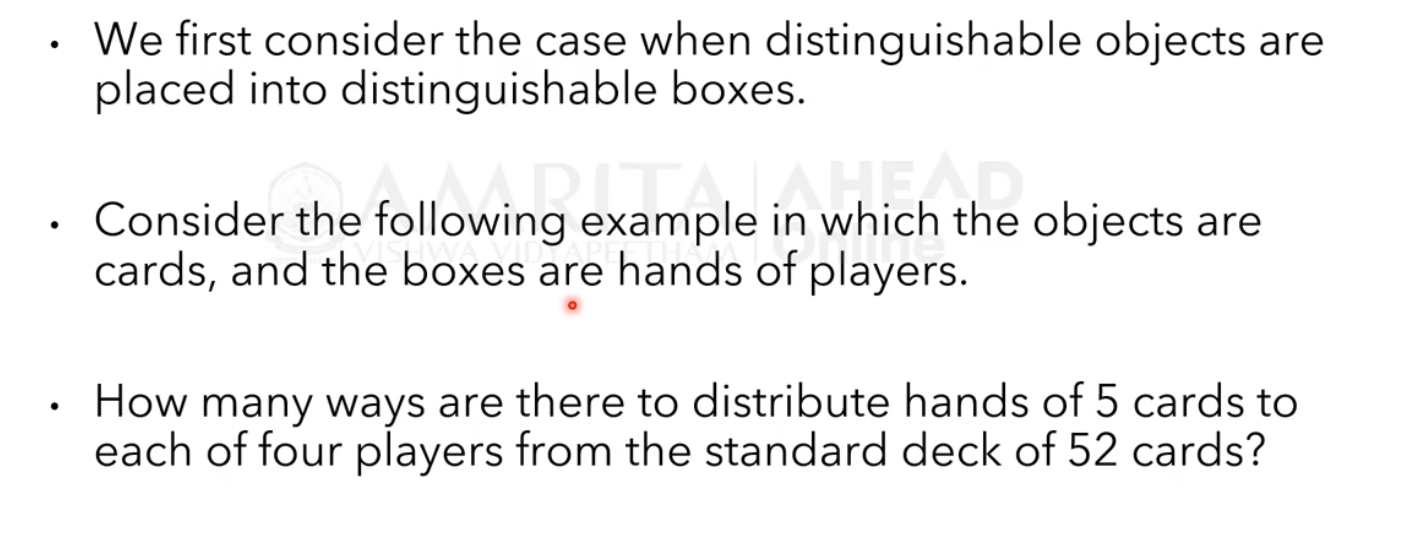 • We first consider the case when distinguishable objects are
placed into distinguishable boxes.
AMRITA AHEAD
VISHWA VIDYAPEETHAM Online
• Consider the following example in which the objects are
cards, and the boxes are hands of players.
• How many ways are there to distribute hands of 5 cards to
each of four players from the standard deck of 52 cards?